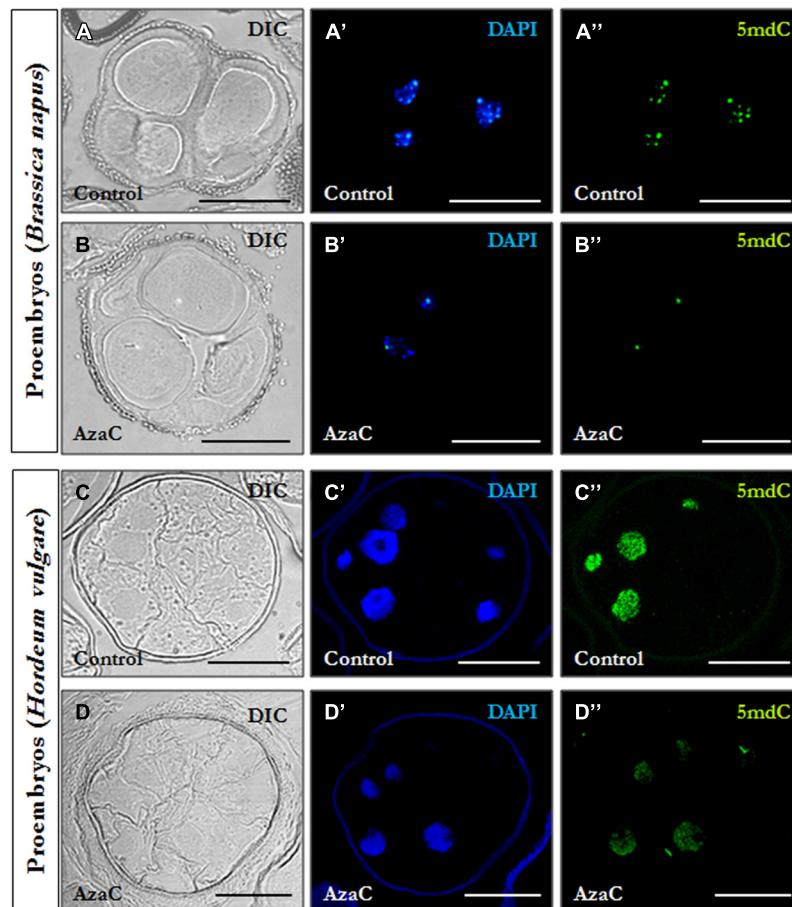 Proembryos (Brassica napus)
A
DIC
Control
A'
DAPI
Control
A''
5mdC
Control
B
DIC
AzaC
B'
DAPI
AzaC
B''
5mdC
AzaC
Proembryos (Hordeum vulgare)
C
DIC
Control
C'
DAPI
Control
C''
5mdC
Control
D
DIC
AzaC
D'
DAPI
AzaC
D''
5mdC
AzaC